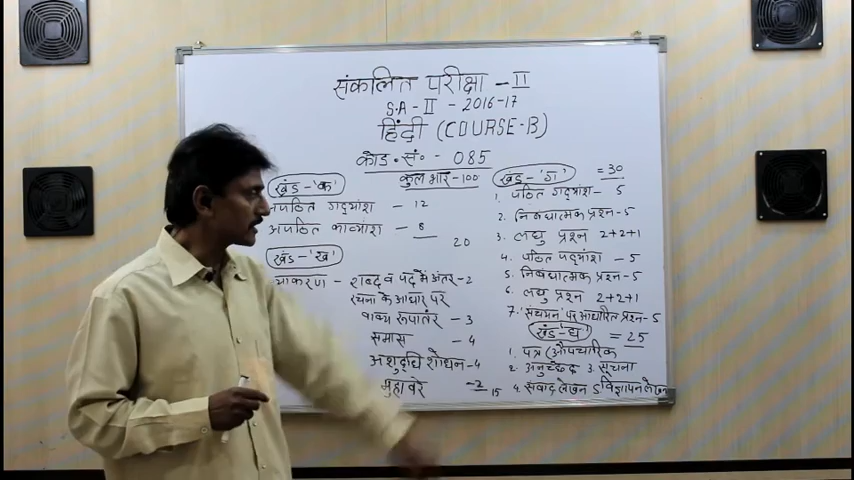 संकलित परीक्षा - II
S.A - II - 2016-17
हिंदी (COURSE-B)
कोड. सं. - 085
कुल भार - 100
खंड - 'क'
अपठित गद्यांश - 12
अपठित काव्यांश - 8
20
खंड - 'ख'
व्याकरण - शब्द व पद में अंतर - 2
रचना के आधार पर
वाक्य रूपांतर - 3
समास - 4
अशुद्धि शोधन - 4
मुहावरे - 2
15
खंड - 'ग' = 30
1. पठित गद्यांश - 5
2. निबंधात्मक प्रश्न - 5
3. लघु प्रश्न 2+2+1
4. पठित पद्यांश - 5
5. निबंधात्मक प्रश्न - 5
6. लघु प्रश्न 2+2+1
7. संचयन पर आधारित प्रश्न - 5
खंड - 'घ' = 25
1. पत्र (औपचारिक
2. अनुच्छेद 3. सूचना
4. संवाद लेखन 5 विज्ञापन लेखन